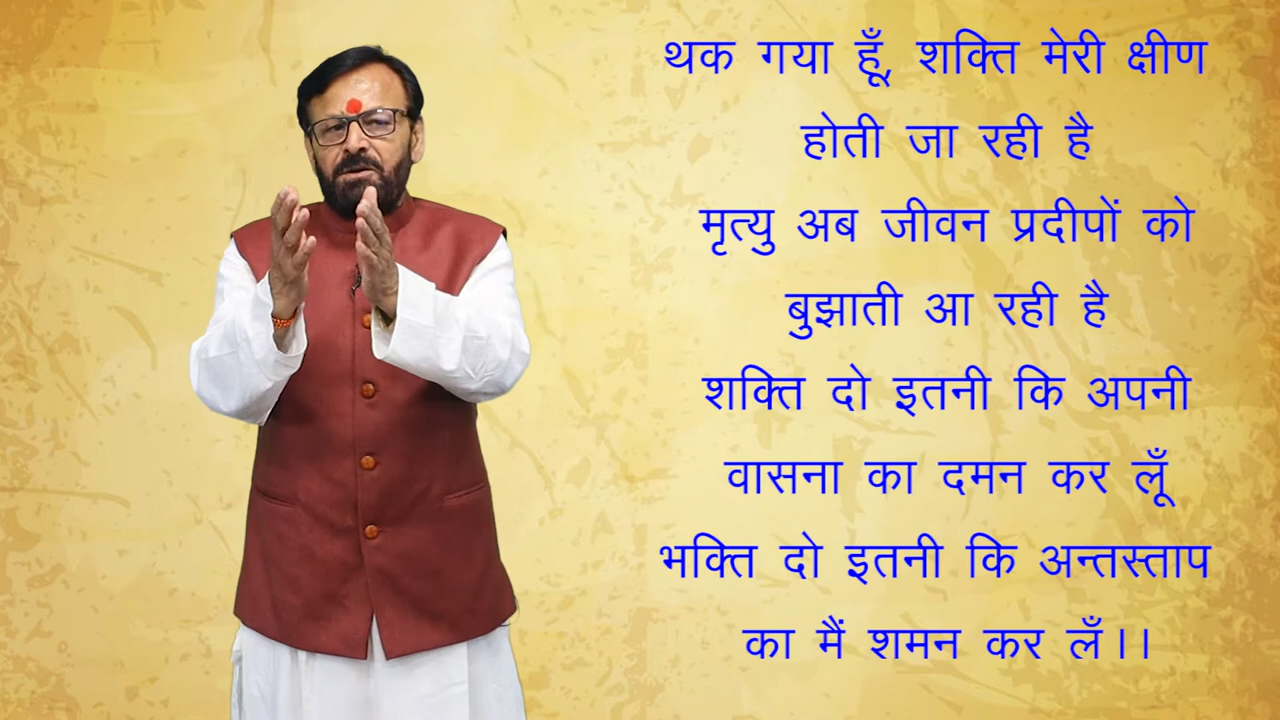 थक गया हूँ, शक्ति मेरी क्षीण
होती जा रही है
मृत्यु अब जीवन प्रदीपों को
बुझाती आ रही है
शक्ति दो इतनी कि अपनी
वासना का दमन कर लूँ
भक्ति दो इतनी कि अन्तस्ताप
का मैं शमन कर लँ।।